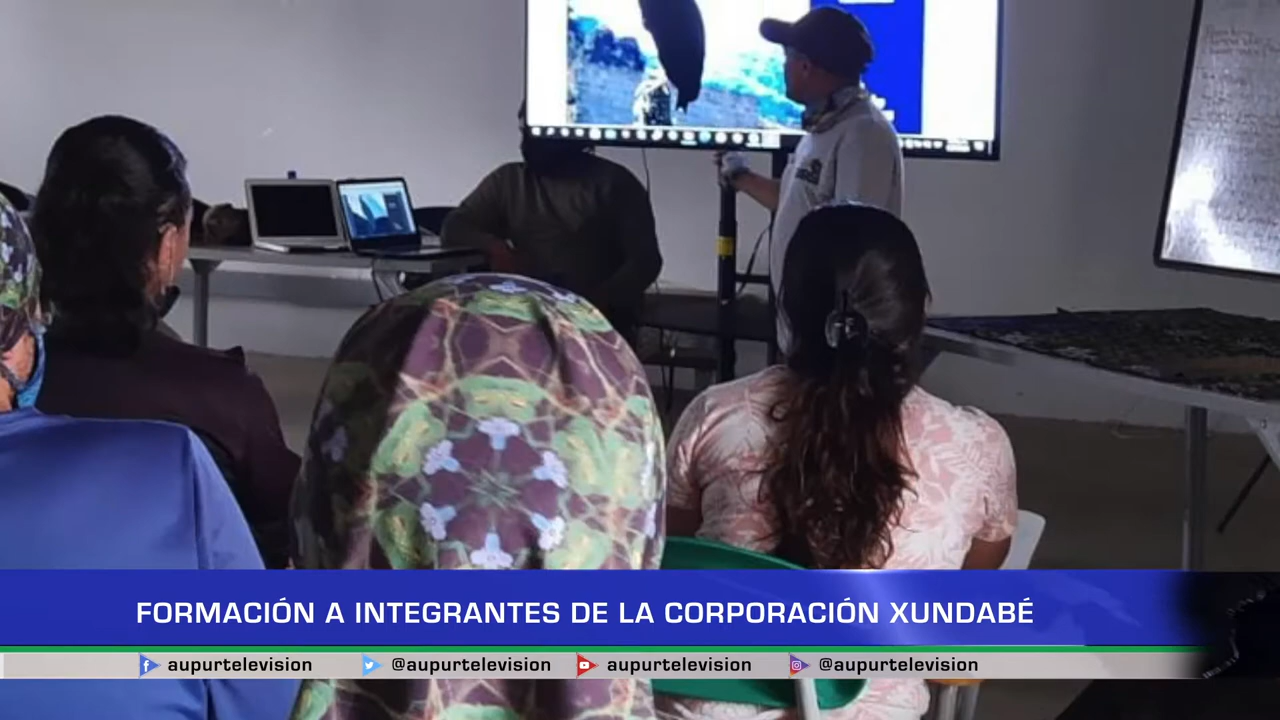 FORMACIÓN A INTEGRANTES DE LA CORPORACIÓN XUNDABÉ
aupurtelevision @aupurtelevision aupurtelevision @aupurtelevision